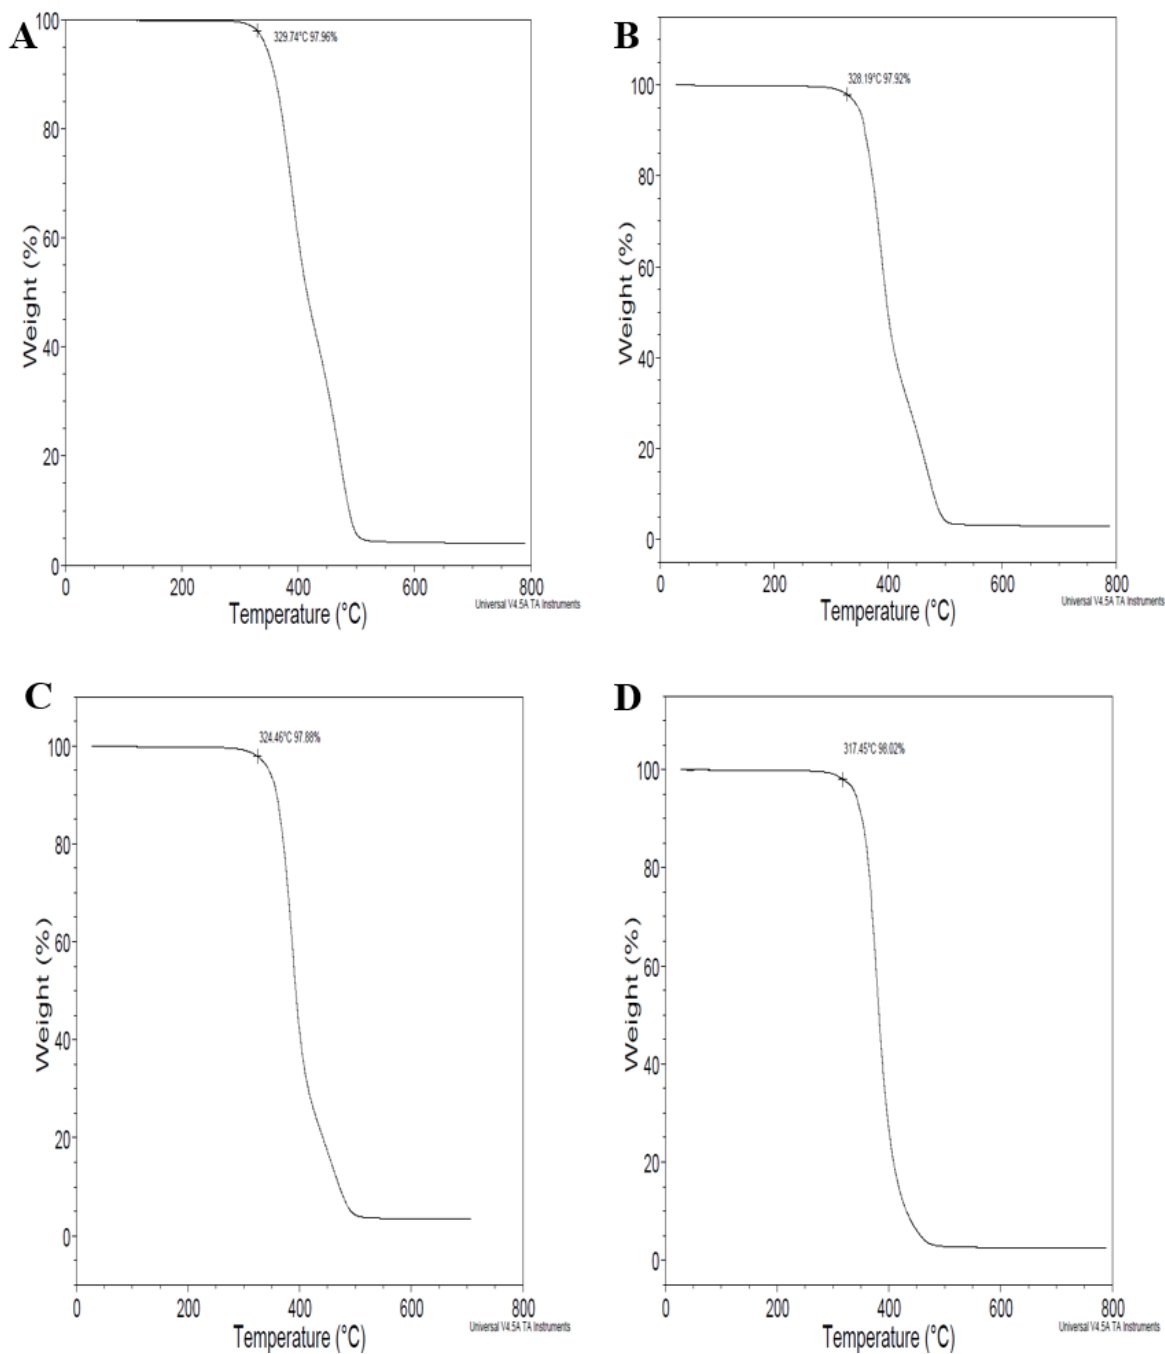 A
100
80
60
40
20
0
329.74°C 97.96%
Weight (%)
0 200 400 600 800
Temperature (°C)
Universal V4.5A TA Instruments
B
100
80
60
40
20
0
328.19°C 97.92%
Weight (%)
0 200 400 600 800
Temperature (°C)
Universal V4.5A TA Instruments
C
100
80
60
40
20
0
324.46°C 97.88%
Weight (%)
0 200 400 600 800
Temperature (°C)
Universal V4.5A TA Instruments
D
100
80
60
40
20
0
317.45°C 98.02%
Weight (%)
0 200 400 600 800
Temperature (°C)
Universal V4.5A TA Instruments